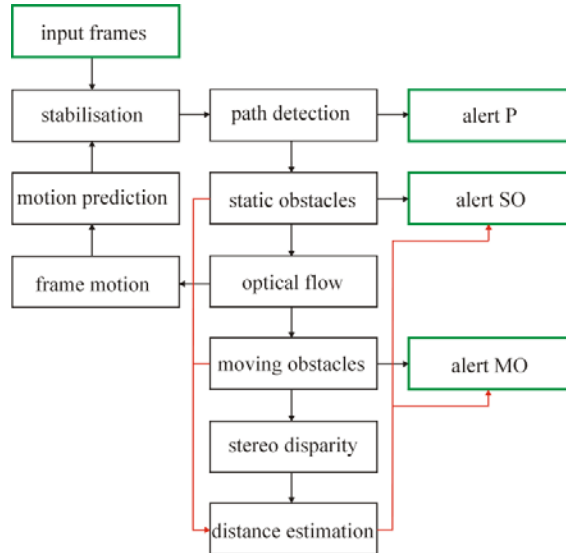 input frames
stabilisation
path detection
alert P
motion prediction
static obstacles
alert SO
frame motion
optical flow
moving obstacles
alert MO
stereo disparity
distance estimation